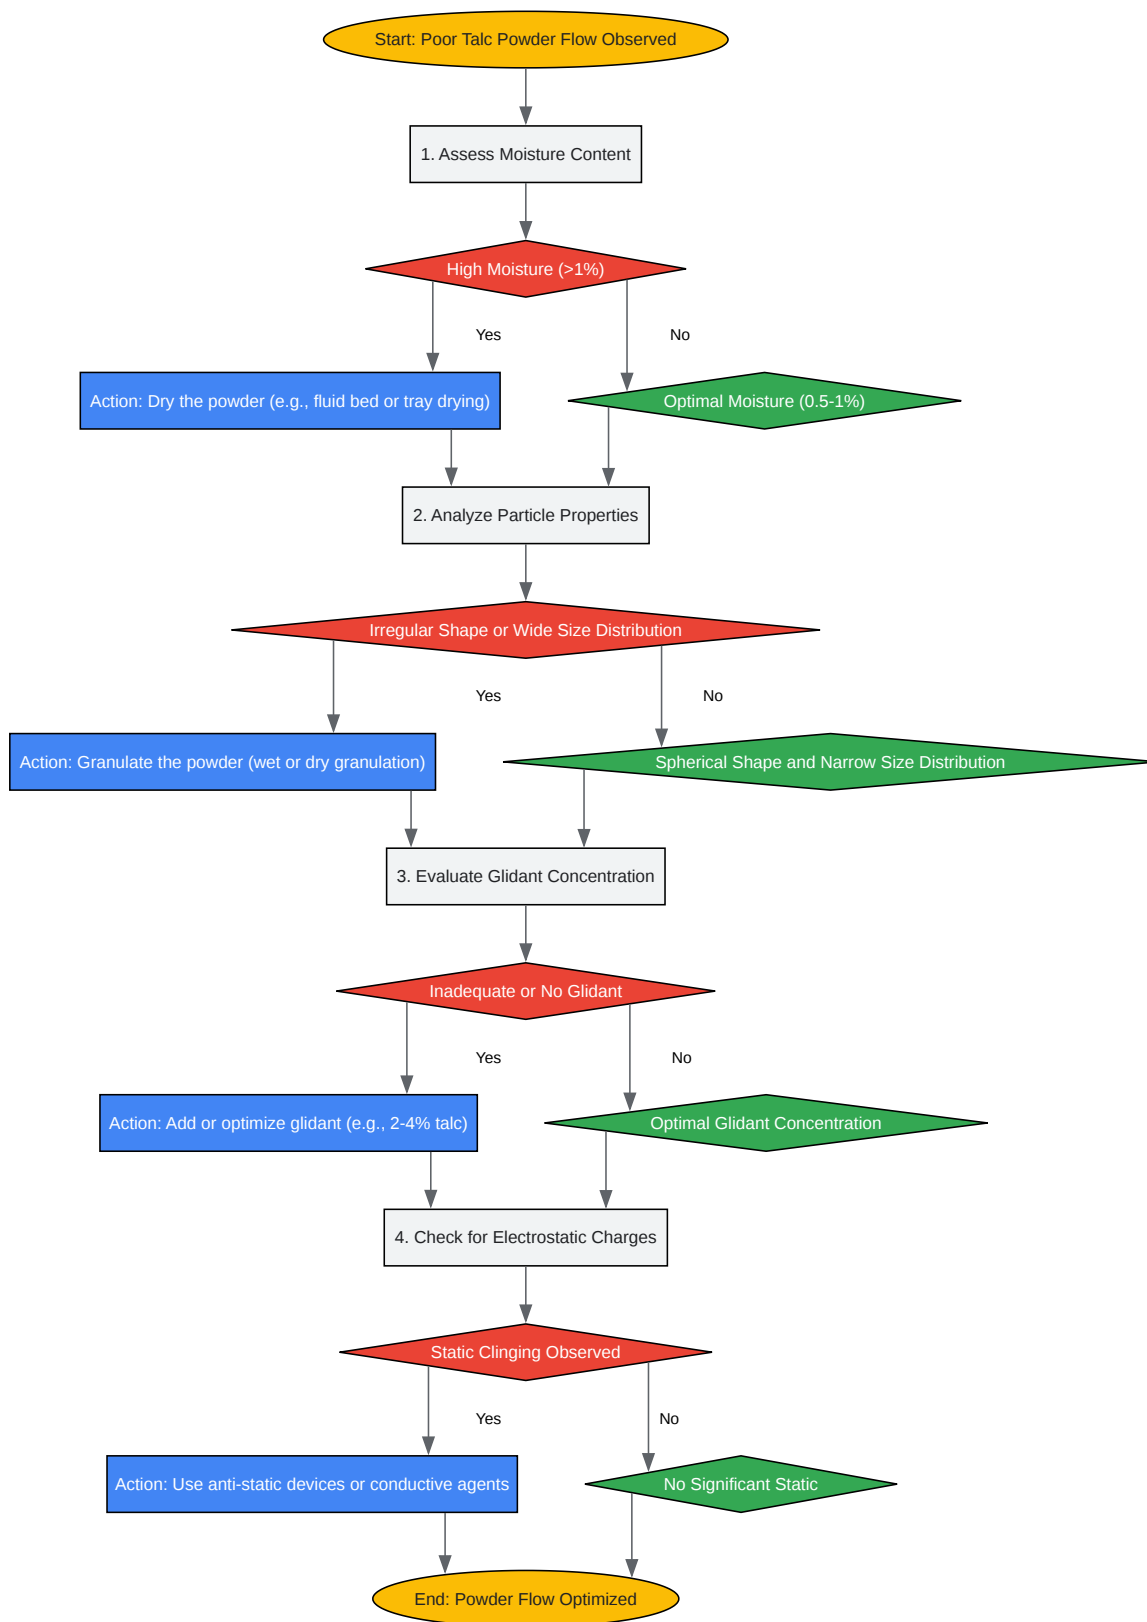 Start: Poor Talc Powder Flow Observed
1. Assess Moisture Content
High Moisture (>1%)
Yes
No
Action: Dry the powder (e.g., fluid bed or tray drying)
Optimal Moisture (0.5-1%)
2. Analyze Particle Properties
Irregular Shape or Wide Size Distribution
Yes
No
Action: Granulate the powder (wet or dry granulation)
Spherical Shape and Narrow Size Distribution
3. Evaluate Glidant Concentration
Inadequate or No Glidant
Yes
No
Action: Add or optimize glidant (e.g., 2-4% talc)
Optimal Glidant Concentration
4. Check for Electrostatic Charges
Static Clinging Observed
Yes
No
Action: Use anti-static devices or conductive agents
No Significant Static
End: Powder Flow Optimized